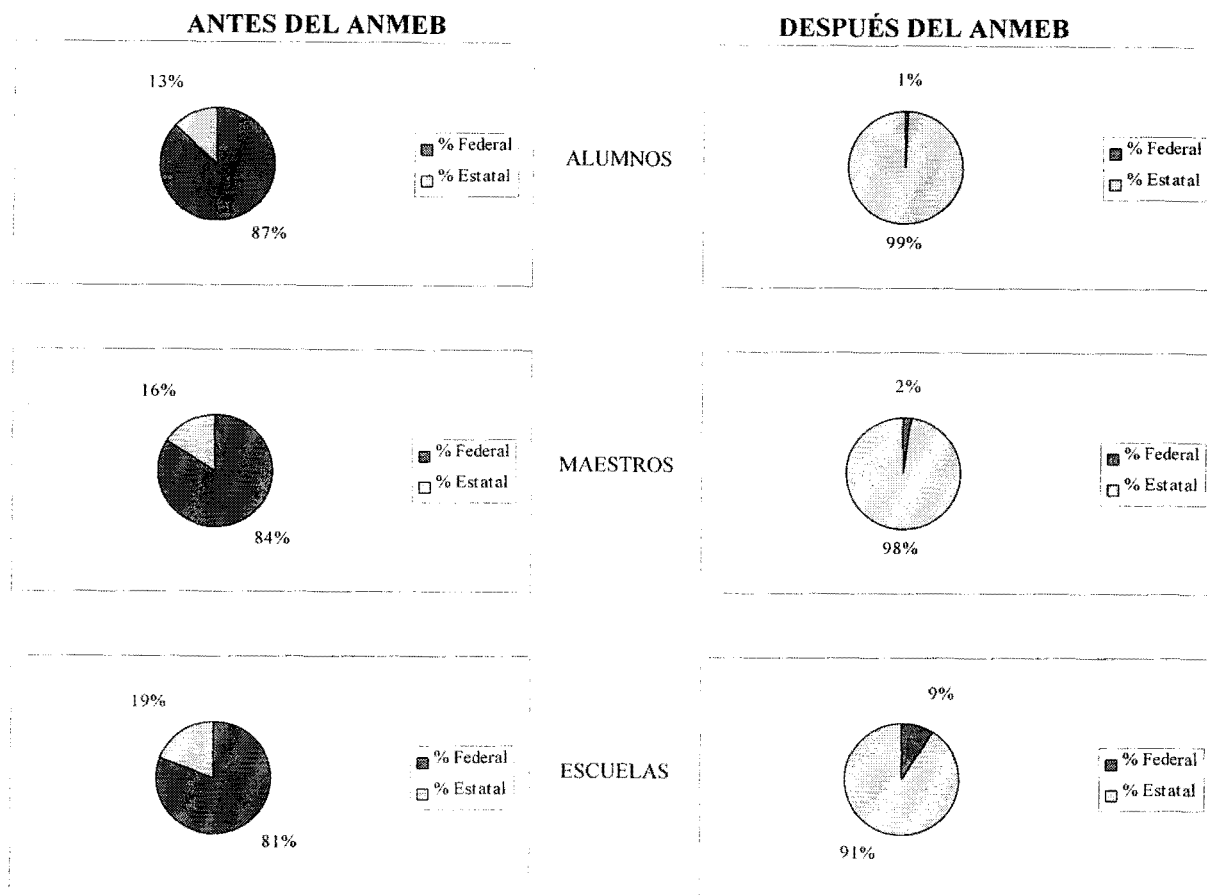 ANTES DEL ANMEB
DESPUÉS DEL ANMEB
13%
% Federal
% Estatal
87%
ALUMNOS
1%
% Federal
% Estatal
99%
16%
% Federal
% Estatal
84%
MAESTROS
2%
% Federal
% Estatal
98%
19%
% Federal
% Estatal
81%
ESCUELAS
9%
% Federal
% Estatal
91%